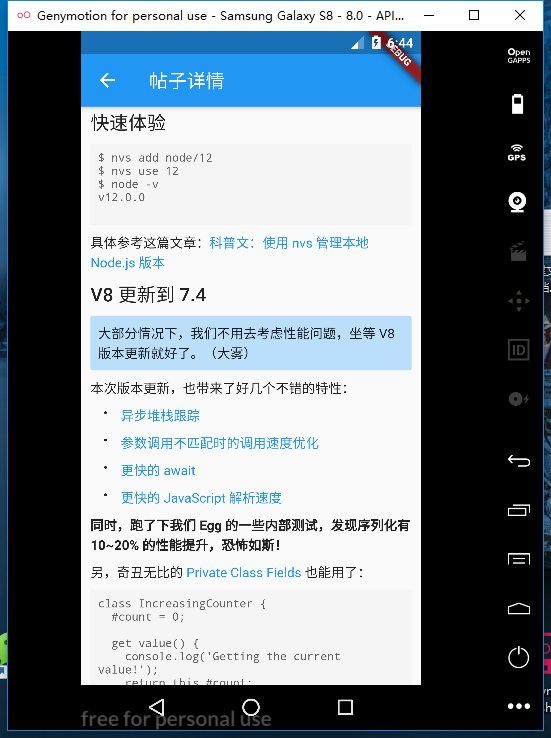 Genymotion for personal use - Samsung Galaxy S8 - 8.0 - API...
6:44
DEBUG
帖子详情
快速体验
$ nvs add node/12
$ nvs use 12
$ node -v
v12.0.0
具体参考这篇文章：科普文：使用 nvs 管理本地
Node.js 版本
V8 更新到 7.4
大部分情况下，我们不用去考虑性能问题，坐等 V8
版本更新就好了。（大雾）
本次版本更新，也带来了好几个不错的特性：
• 异步堆栈跟踪
• 参数调用不匹配时的调用速度优化
• 更快的 await
• 更快的 JavaScript 解析速度
同时，跑了下我们 Egg 的一些内部测试，发现序列化有
10~20% 的性能提升，恐怖如斯！
另，奇丑无比的 Private Class Fields 也能用了：
class IncreasingCounter {
#count = 0;
get value() {
console.log('Getting the current
value!');
return this.#count;
free for personal use
Open
GAPPS
GPS
ID